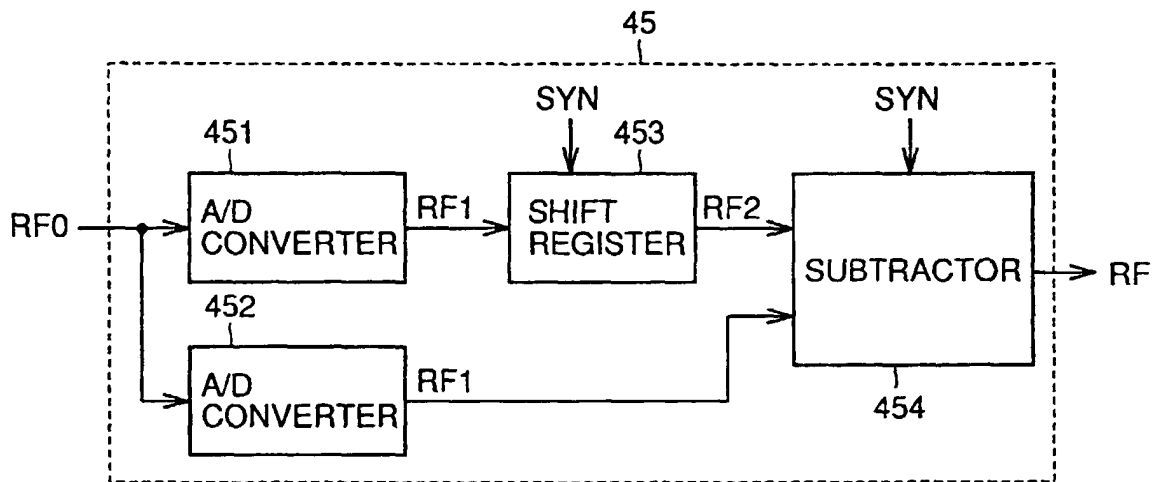 45
SYN
SYN
451
453
RF0
A/D
CONVERTER
RF1
SHIFT
REGISTER
RF2
SUBTRACTOR
RF
452
A/D
CONVERTER
RF1
454